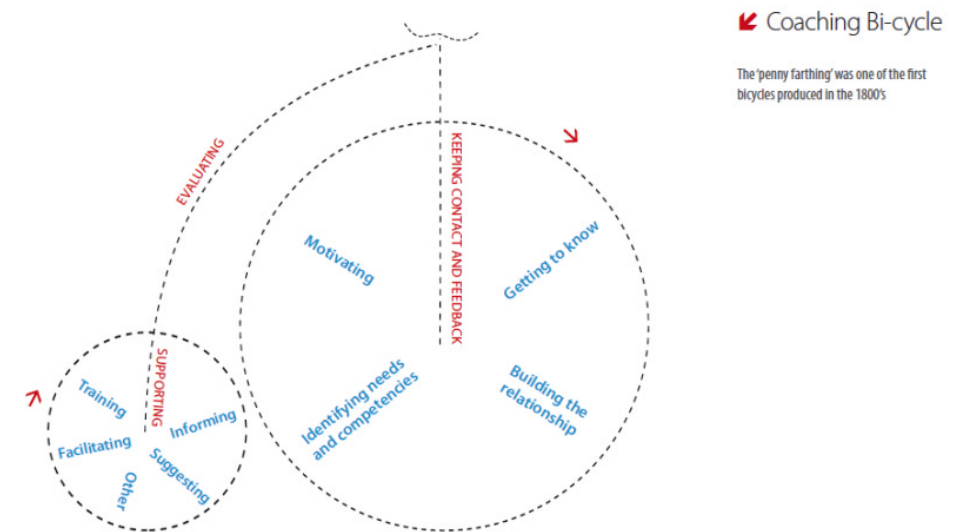 Coaching Bi-cycle
The 'penny farthing' was one of the first
bicycles produced in the 1800's
EVALUATING
KEEPING CONTACT AND FEEDBACK
Motivating
Getting to know
Identifying needs
and competencies
Building the
relationship
SUPPORTING
Training
Informing
Facilitating
Suggesting
Other